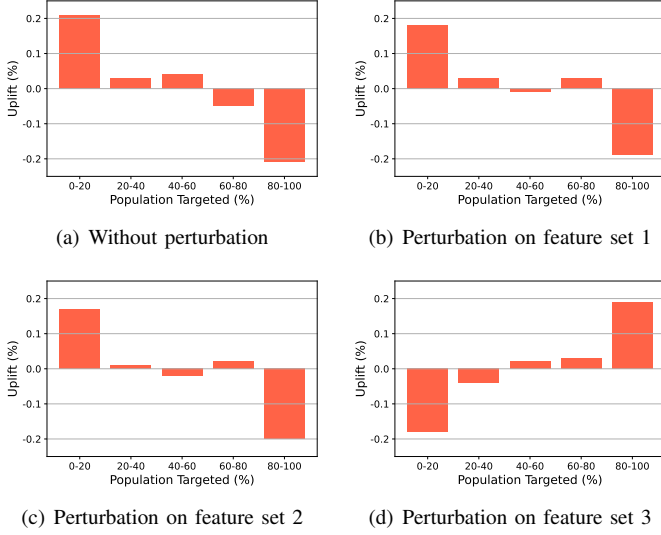 0.2
0.1
0.0
-0.1
-0.2
Uplift (%)
0-20 20-40 40-60 60-80 80-100
Population Targeted (%)
(a) Without perturbation
0.2
0.1
0.0
-0.1
-0.2
Uplift (%)
0-20 20-40 40-60 60-80 80-100
Population Targeted (%)
(b) Perturbation on feature set 1
0.2
0.1
0.0
-0.1
-0.2
Uplift (%)
0-20 20-40 40-60 60-80 80-100
Population Targeted (%)
(c) Perturbation on feature set 2
0.2
0.1
0.0
-0.1
-0.2
Uplift (%)
0-20 20-40 40-60 60-80 80-100
Population Targeted (%)
(d) Perturbation on feature set 3